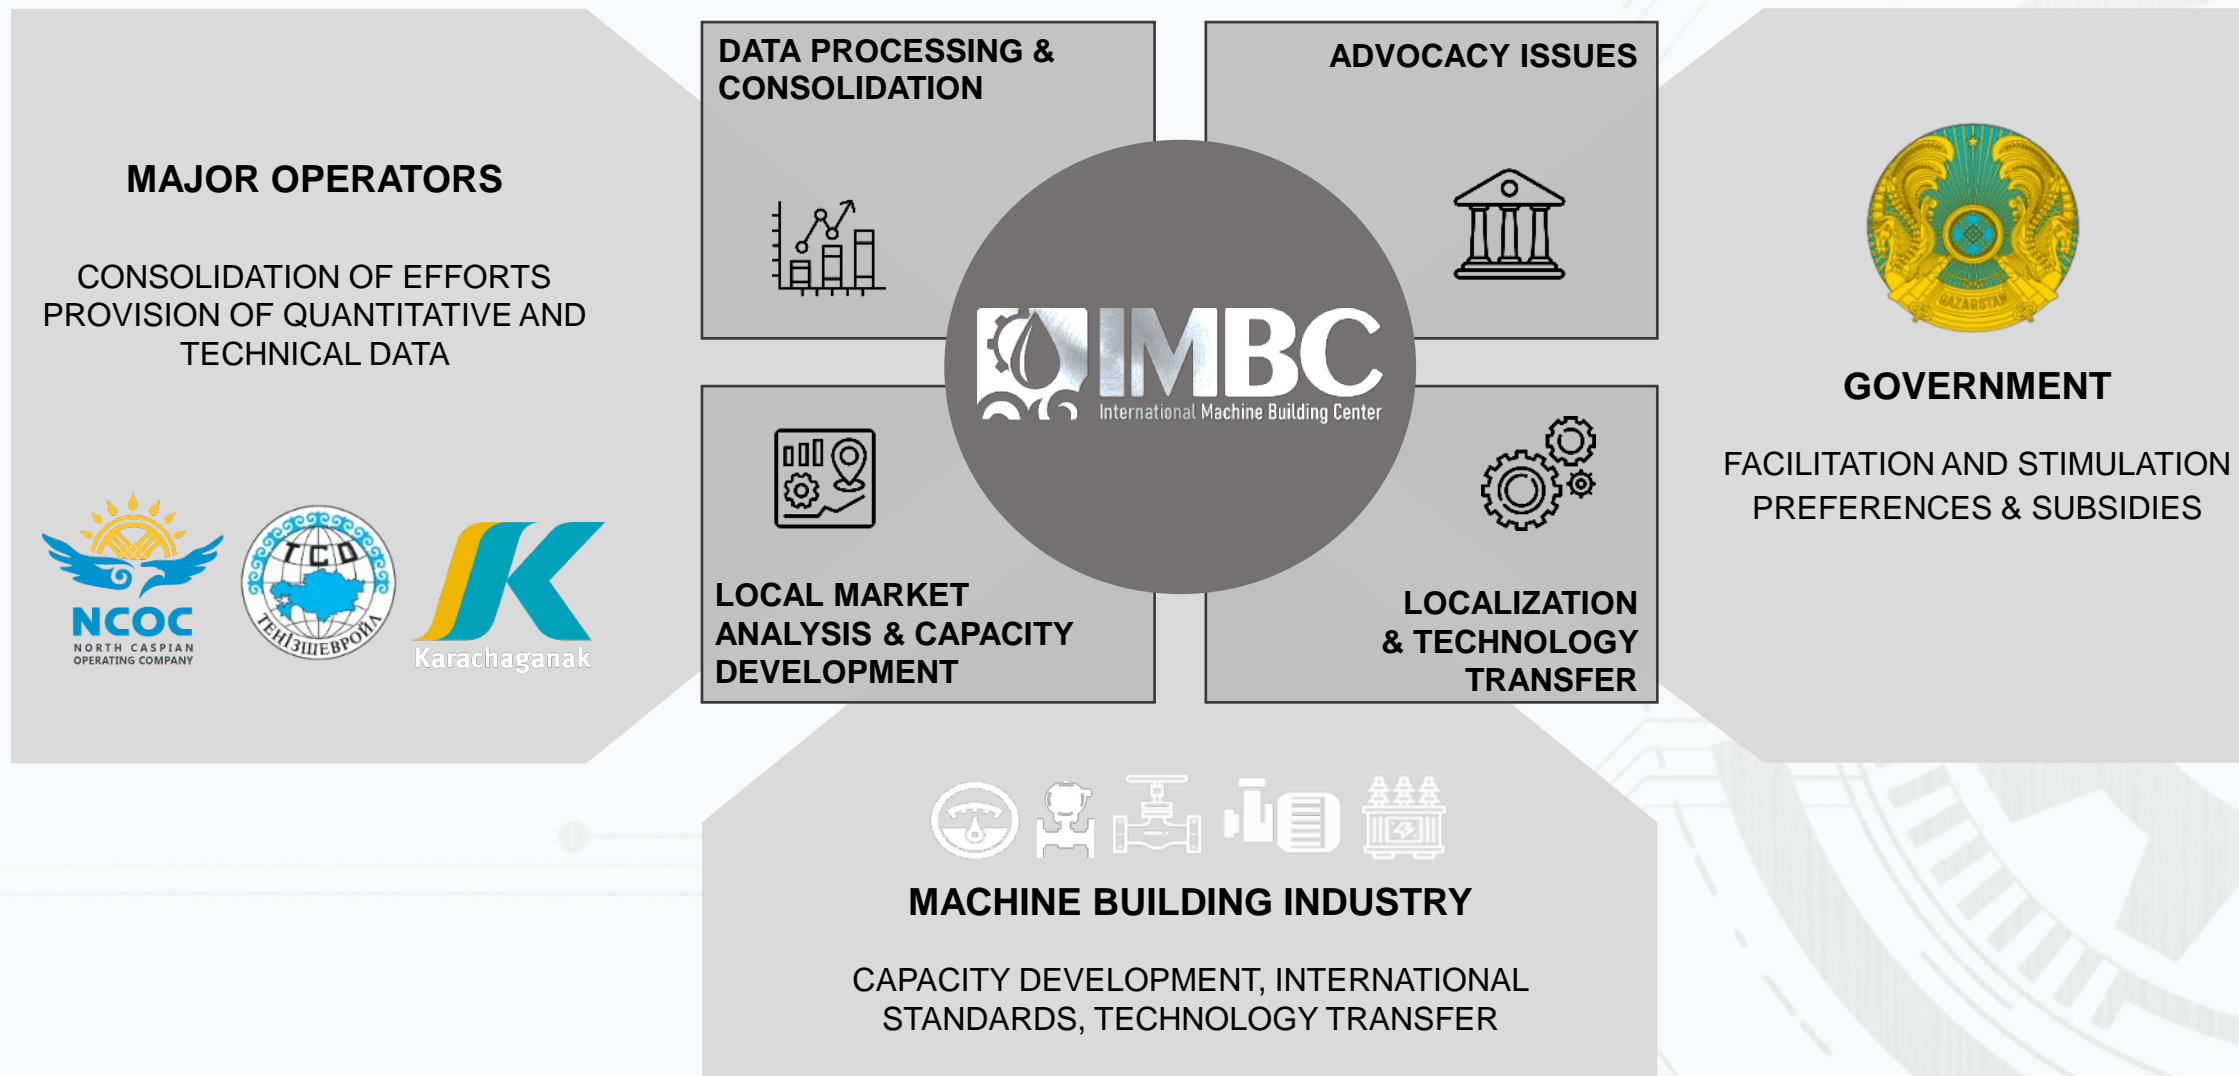 MAJOR OPERATORS
CONSOLIDATION OF EFFORTS
PROVISION OF QUANTITATIVE AND
TECHNICAL DATA
NCOC
NORTH CASPIAN
OPERATING COMPANY
TCO
ТЕҢІЗШЕВРОЙЛ
Karachaganak
DATA PROCESSING &
CONSOLIDATION
ADVOCACY ISSUES
IMBC
International Machine Building Center
LOCAL MARKET
ANALYSIS & CAPACITY
DEVELOPMENT
LOCALIZATION
& TECHNOLOGY
TRANSFER
QAZAQSTAN
GOVERNMENT
FACILITATION AND STIMULATION
PREFERENCES & SUBSIDIES
MACHINE BUILDING INDUSTRY
CAPACITY DEVELOPMENT, INTERNATIONAL
STANDARDS, TECHNOLOGY TRANSFER